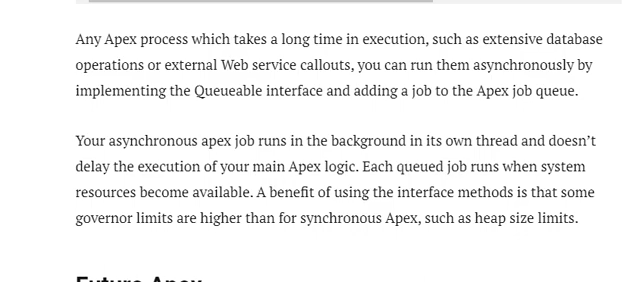 Any Apex process which takes a long time in execution, such as extensive database
operations or external Web service callouts, you can run them asynchronously by
implementing the Queueable interface and adding a job to the Apex job queue.
Your asynchronous apex job runs in the background in its own thread and doesn’t
delay the execution of your main Apex logic. Each queued job runs when system
resources become available. A benefit of using the interface methods is that some
governor limits are higher than for synchronous Apex, such as heap size limits.
Future Apex